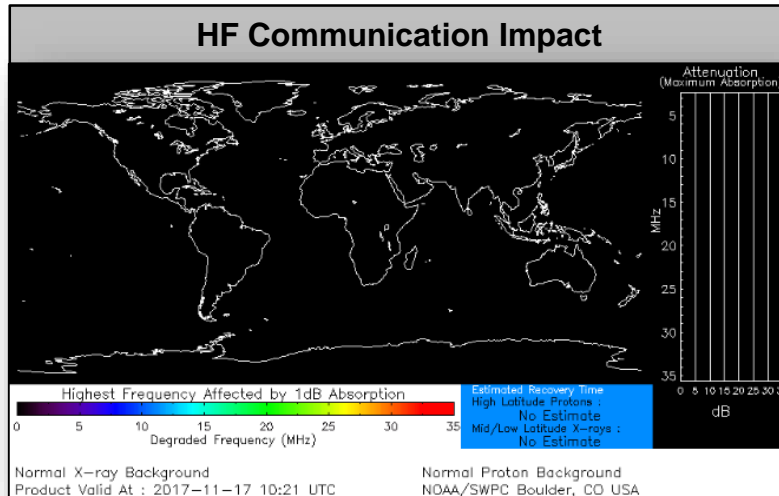 HF Communication Impact
Attenuation
(Maximum Absorption
5
10
15
20
25
30
35
MHz
0 5 10 15 20 25 30
dB
Highest Frequency Affected by 1dB Absorption
0 5 10 15 20 25 30 35
Degraded Frequency (MHz)
Estimated Recovery Time
High Latitude Protons :
No Estimate
Mid/Low Latitude X-rays :
No Estimate
Normal X-ray Background
Product Valid At : 2017-11-17 10:21 UTC
Normal Proton Background
NOAA/SWPC Boulder, CO USA